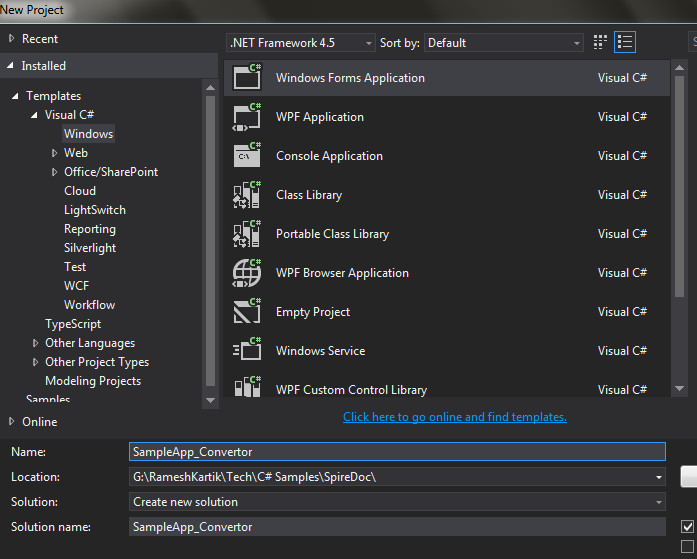 New Project
Recent
.NET Framework 4.5 Sort by: Default
Installed
Templates
Visual C#
Windows
Web
Office/SharePoint
Cloud
LightSwitch
Reporting
Silverlight
Test
WCF
Workflow
TypeScript
Other Languages
Other Project Types
Modeling Projects
Samples
Online
C# Windows Forms Application Visual C#
C# WPF Application Visual C#
C# C:\ Console Application Visual C#
C# Class Library Visual C#
C# Portable Class Library Visual C#
C# WPF Browser Application Visual C#
C# Empty Project Visual C#
C# Windows Service Visual C#
C# WPF Custom Control Library Visual C#
Click here to go online and find templates.
Name: SampleApp_Convertor
Location: G:\RameshKartik\Tech\C# Samples\SpireDoc\
Solution: Create new solution
Solution name: SampleApp_Convertor